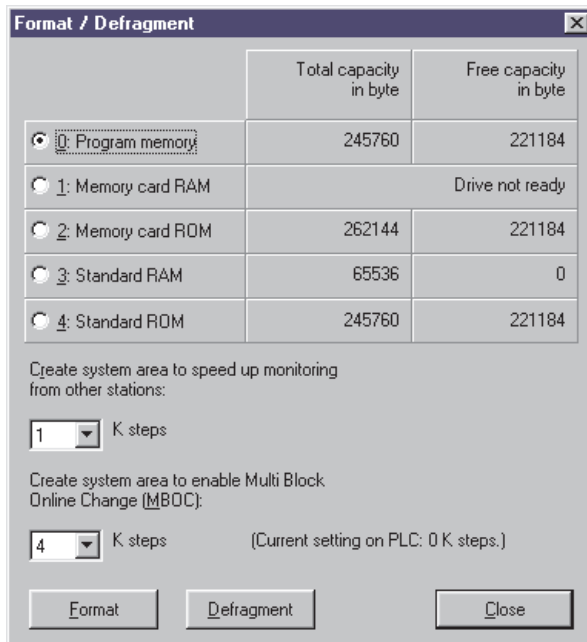 Format / Defragment
Total capacity
in byte
Free capacity
in byte
0: Program memory 245760 221184
1: Memory card RAM Drive not ready
2: Memory card ROM 262144 221184
3: Standard RAM 65536 0
4: Standard ROM 245760 221184
Create system area to speed up monitoring
from other stations:
1 K steps
Create system area to enable Multi Block
Online Change (MBOC):
4 K steps (Current setting on PLC: 0 K steps.)
Format Defragment Close